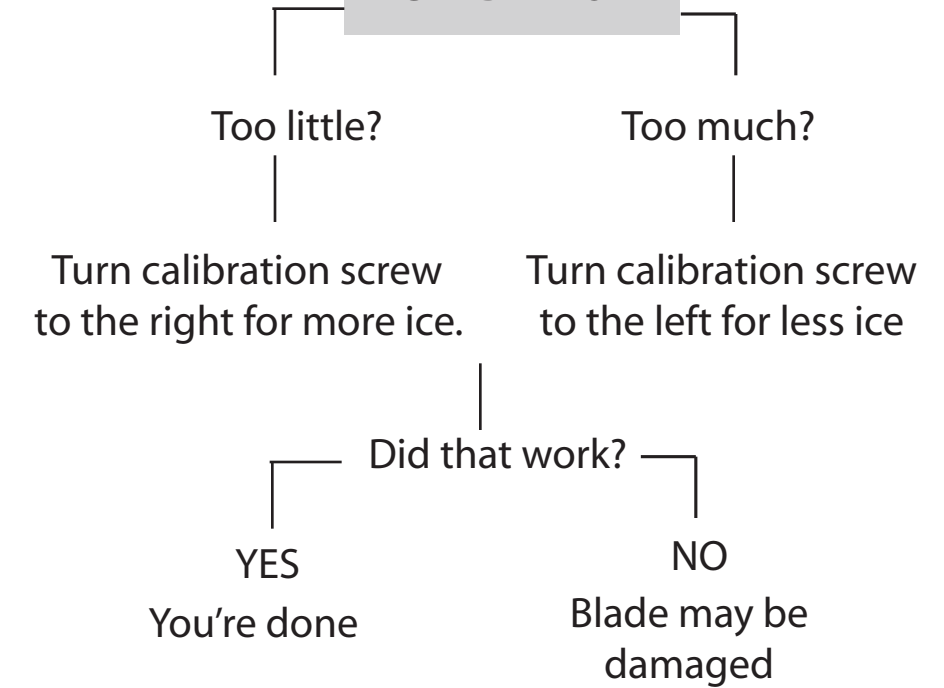 Too little?
Too much?
Turn calibration screw
to the right for more ice.
Turn calibration screw
to the left for less ice
Did that work?
YES
You're done
NO
Blade may be
damaged